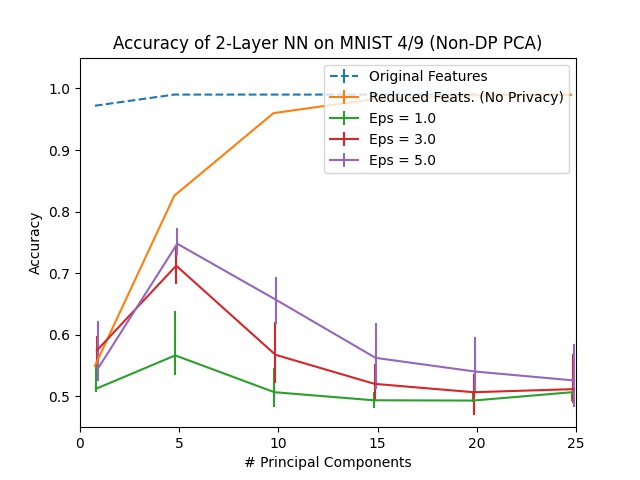 Accuracy of 2-Layer NN on MNIST 4/9 (Non-DP PCA)
Original Features
Reduced Feats. (No Privacy)
Eps = 1.0
Eps = 3.0
Eps = 5.0
Accuracy
1.0
0.9
0.8
0.7
0.6
0.5
0 5 10 15 20 25
# Principal Components